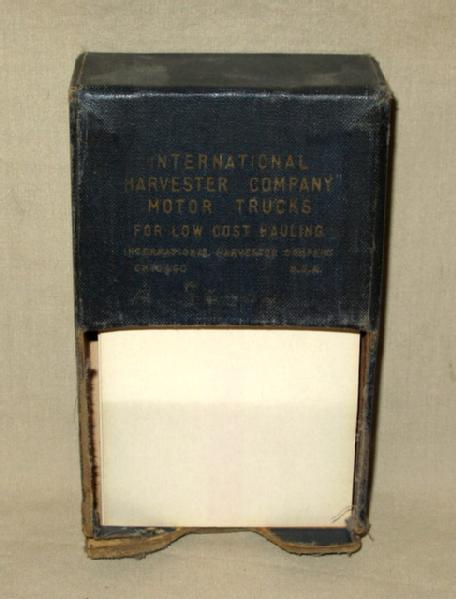 INTERNATIONAL
HARVESTER COMPANY
MOTOR TRUCKS
FOR LOW COST HAULING
INTERNATIONAL HARVESTER COMPANY
CHICAGO U.S.A.